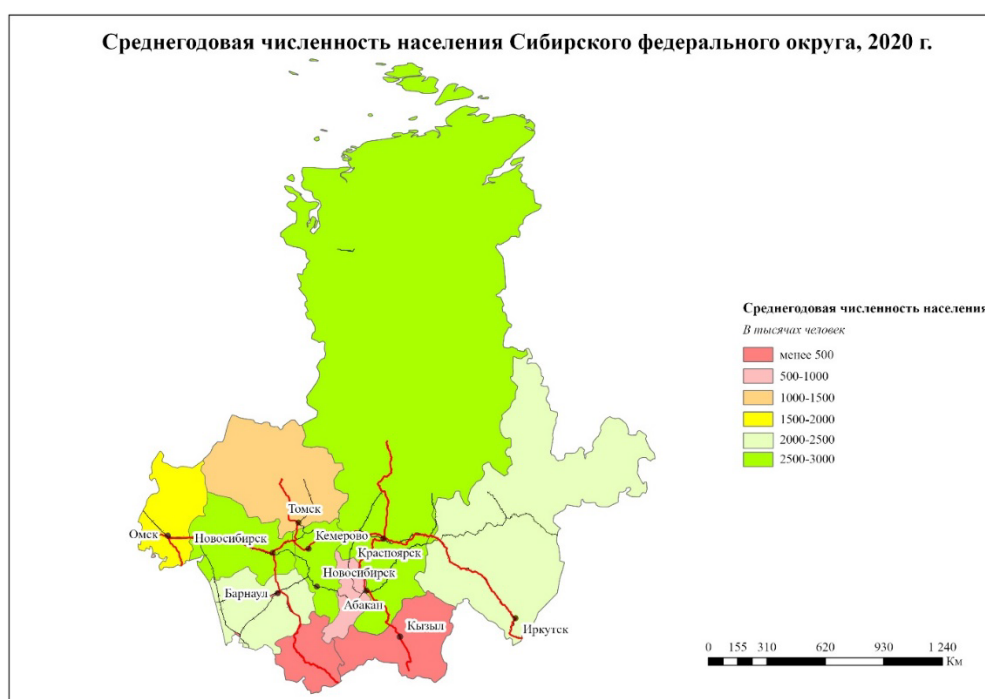 Среднегодовая численность населения Сибирского федерального округа, 2020 г.
Среднегодовая численность населения
В тысячах человек
менее 500
500-1000
1000-1500
1500-2000
2000-2500
2500-3000
Томск
Омск
Новосибирск
Кемерово
Красноярск
Новосибирск
Барнаул
Абакан
Кызыл
Иркутск
0 155 310 620 930 1 240
Км